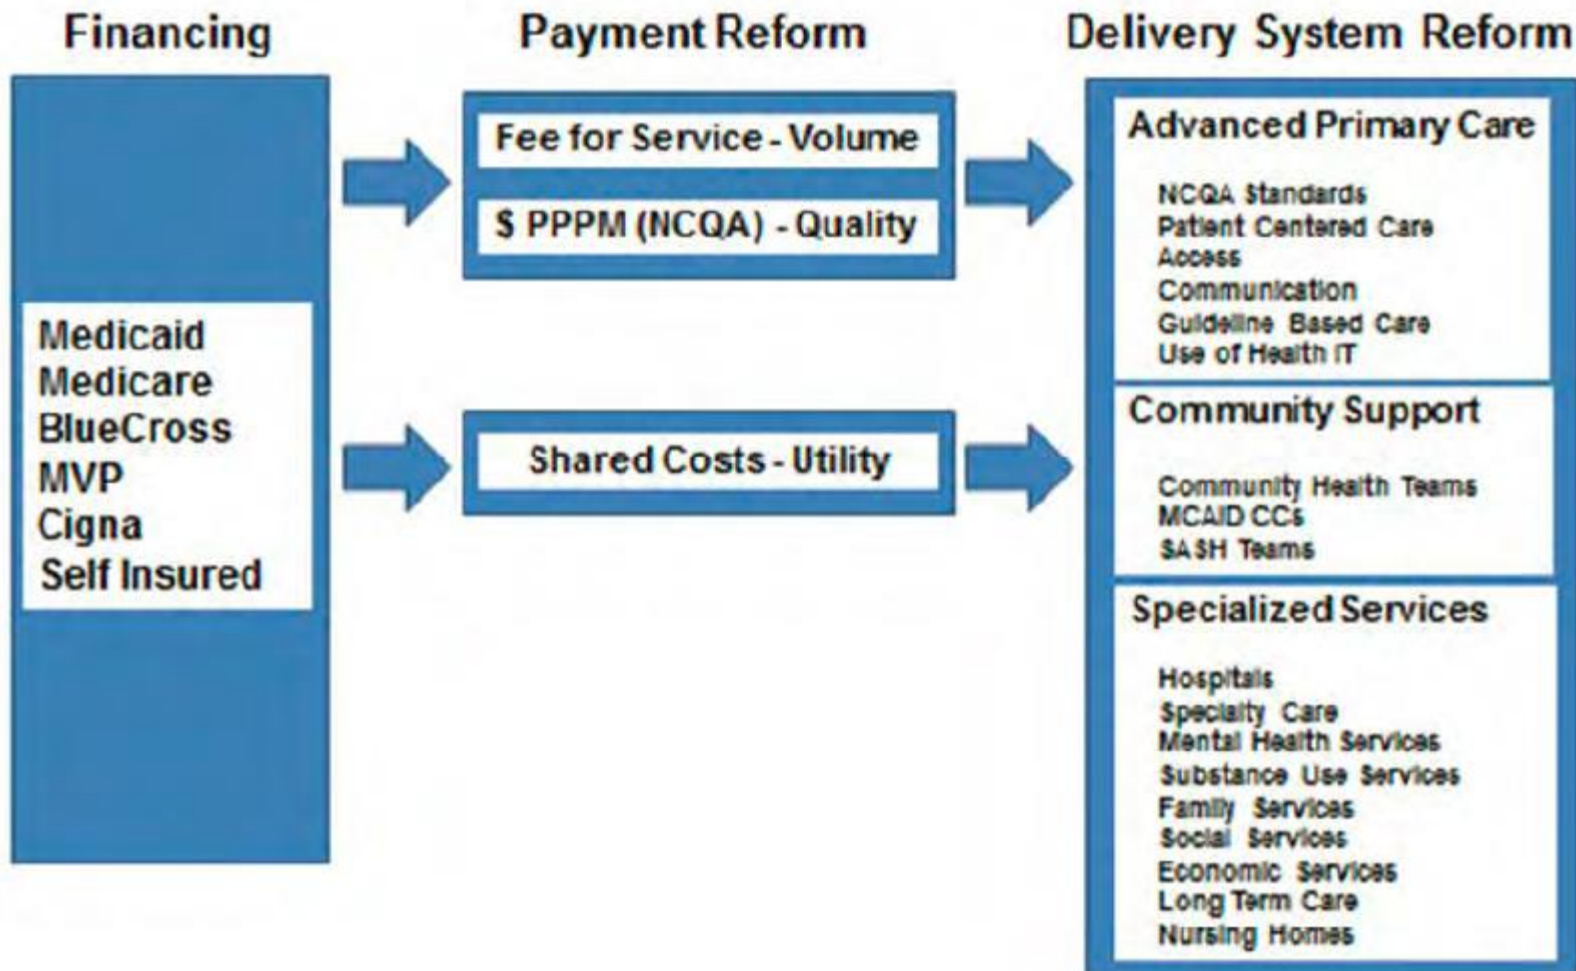 Financing
Medicaid
Medicare
BlueCross
MVP
Cigna
Self Insured
Payment Reform
Fee for Service - Volume
$ PPPM (NCQA) - Quality
Shared Costs - Utility
Delivery System Reform
Advanced Primary Care
NCQA Standards
Patient Centered Care
Access
Communication
Guideline Based Care
Use of Health IT
Community Support
Community Health Teams
MCAID CCs
SASH Teams
Specialized Services
Hospitals
Specialty Care
Mental Health Services
Substance Use Services
Family Services
Social Services
Economic Services
Long Term Care
Nursing Homes